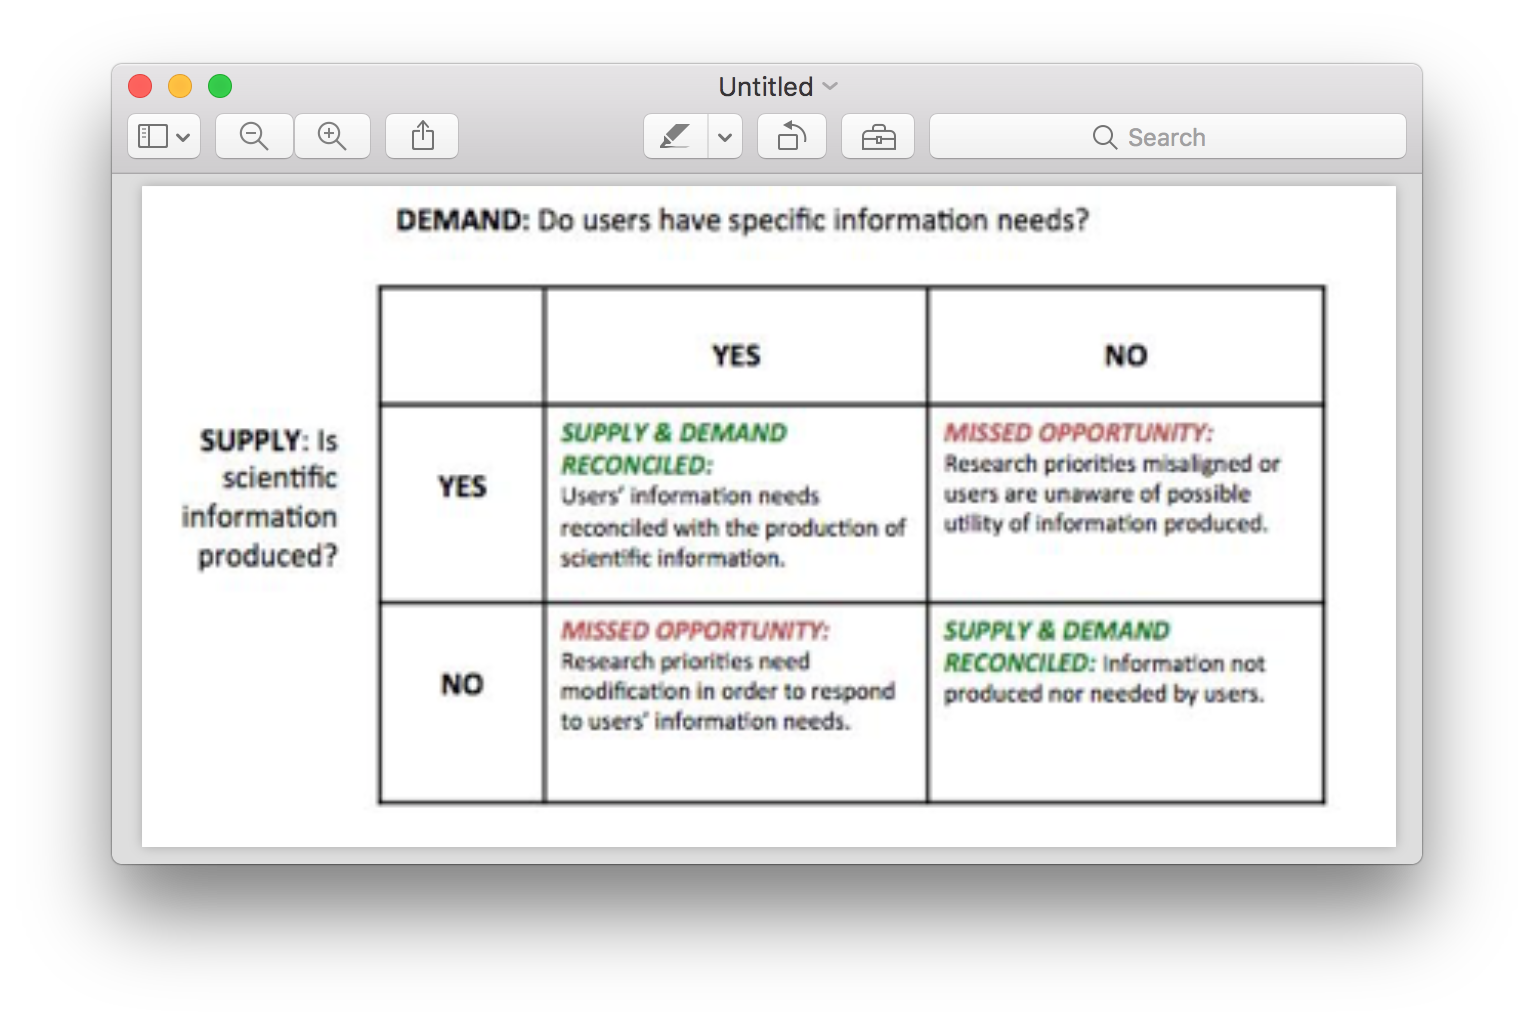 Untitled
Search
DEMAND: Do users have specific information needs?
YES
NO
SUPPLY: Is
scientific
information
produced?
YES
SUPPLY & DEMAND
RECONCILED:
Users' information needs
reconciled with the production of
scientific information.
MISSED OPPORTUNITY:
Research priorities misaligned or
users are unaware of possible
utility of information produced.
NO
MISSED OPPORTUNITY:
Research priorities need
modification in order to respond
to users' information needs.
SUPPLY & DEMAND
RECONCILED: Information not
produced nor needed by users.